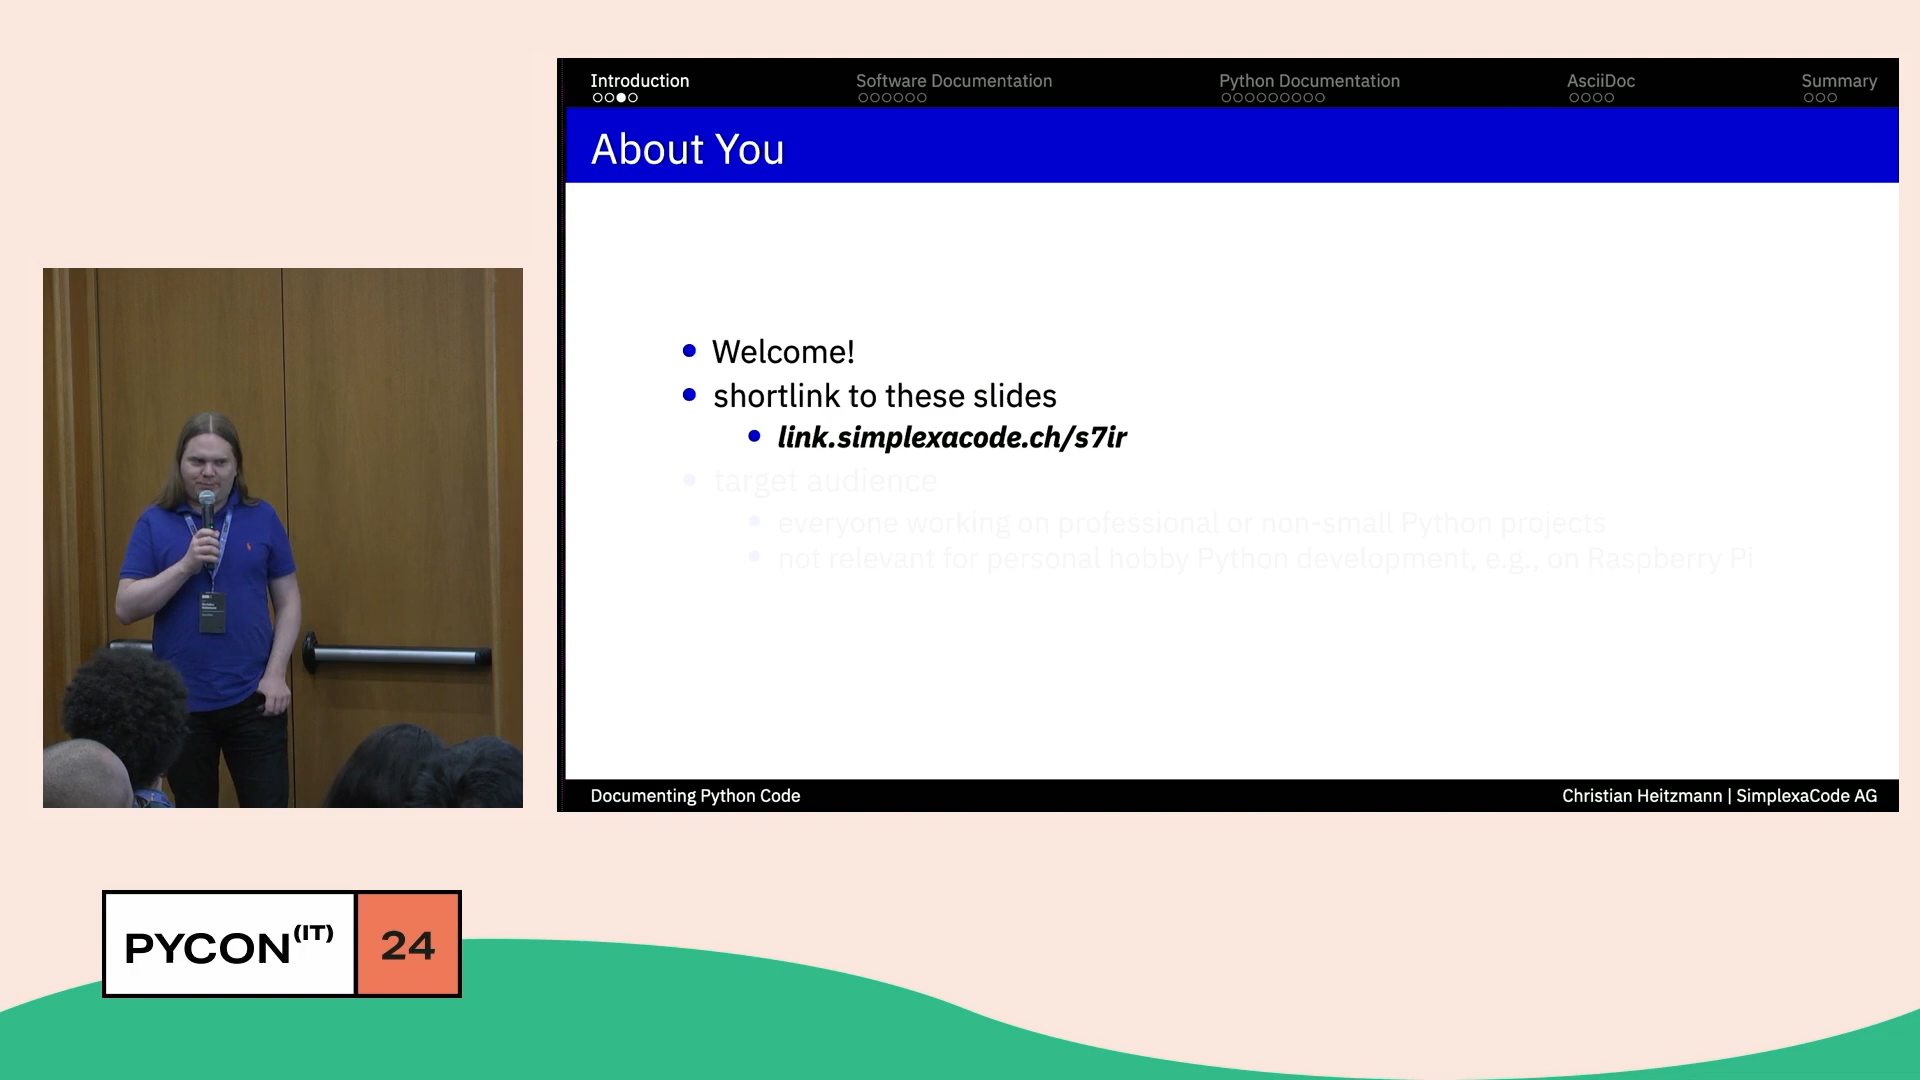 Introduction
Software Documentation
Python Documentation
AsciiDoc
Summary
About You
Welcome!
shortlink to these slides
link.simplexacode.ch/s7ir
target audience
everyone working on professional or non-small Python projects
not relevant for personal hobby Python development, e.g., on Raspberry Pi
Documenting Python Code
Christian Heitzmann | SimplexaCode AG
PYCON(IT) 24